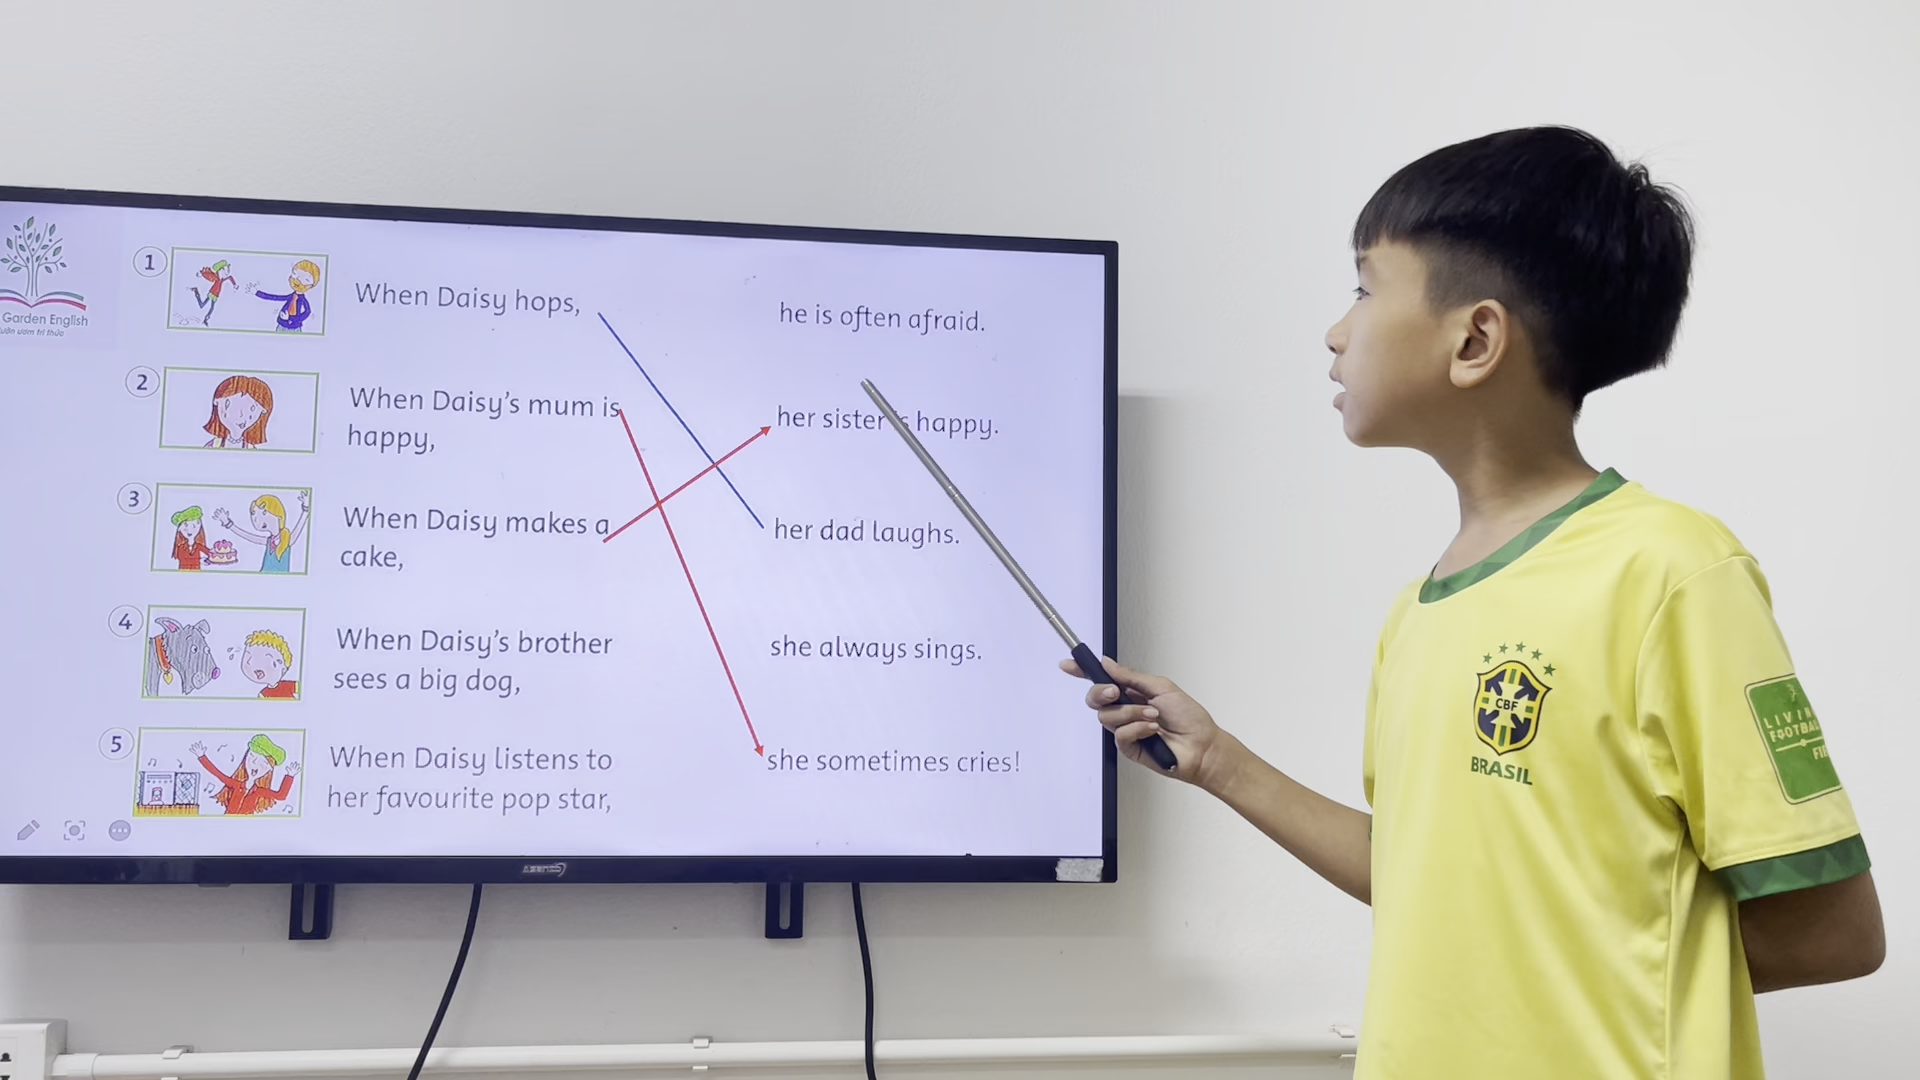 Garden English
1
When Daisy hops,
he is often afraid.
2
When Daisy's mum is
happy,
her sister is happy.
3
When Daisy makes a
cake,
her dad laughs.
4
When Daisy's brother
sees a big dog,
she always sings.
5
When Daisy listens to
her favourite pop star,
she sometimes cries!
CBF
BRASIL